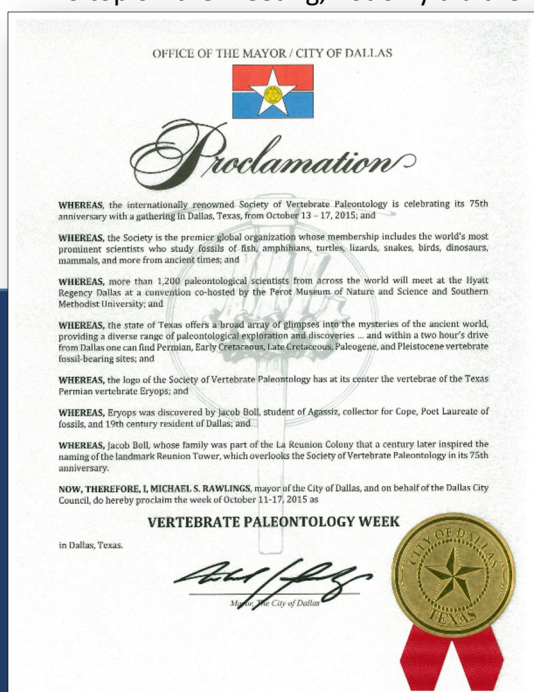 OFFICE OF THE MAYOR / CITY OF DALLAS
Proclamation
WHEREAS, the internationally renowned Society of Vertebrate Paleontology is celebrating its 75th
anniversary with a gathering in Dallas, Texas, from October 13 – 17, 2015; and
WHEREAS, the Society is the premier global organization whose membership includes the world's most
prominent scientists who study fossils of fish, amphibians, turtles, lizards, snakes, birds, dinosaurs,
mammals, and more from ancient times; and
WHEREAS, more than 1,200 paleontological scientists from across the world will meet at the Hyatt
Regency Dallas at a convention co-hosted by the Perot Museum of Nature and Science and Southern
Methodist University; and
WHEREAS, the state of Texas offers a broad array of glimpses into the mysteries of the ancient world,
providing a diverse range of paleontological exploration and discoveries ... and within a two hour's drive
from Dallas one can find Permian, Early Cretaceous, Late Cretaceous, Paleogene, and Pleistocene vertebrate
fossil-bearing sites; and
WHEREAS, the logo of the Society of Vertebrate Paleontology has at its center the vertebrae of the Texas
Permian vertebrate Eryops; and
WHEREAS, Eryops was discovered by Jacob Boll, student of Agassiz, collector for Cope, Poet Laureate of
fossils, and 19th century resident of Dallas; and
WHEREAS, Jacob Boll, whose family was part of the La Reunion Colony that a century later inspired the
naming of the landmark Reunion Tower, which overlooks the Society of Vertebrate Paleontology in its 75th
anniversary.
NOW, THEREFORE, I, MICHAEL S. RAWLINGS, mayor of the City of Dallas, and on behalf of the Dallas City
Council, do hereby proclaim the week of October 11-17, 2015 as
VERTEBRATE PALEONTOLOGY WEEK
in Dallas, Texas.
Mayor, The City of Dallas
CITY OF DALLAS
TEXAS